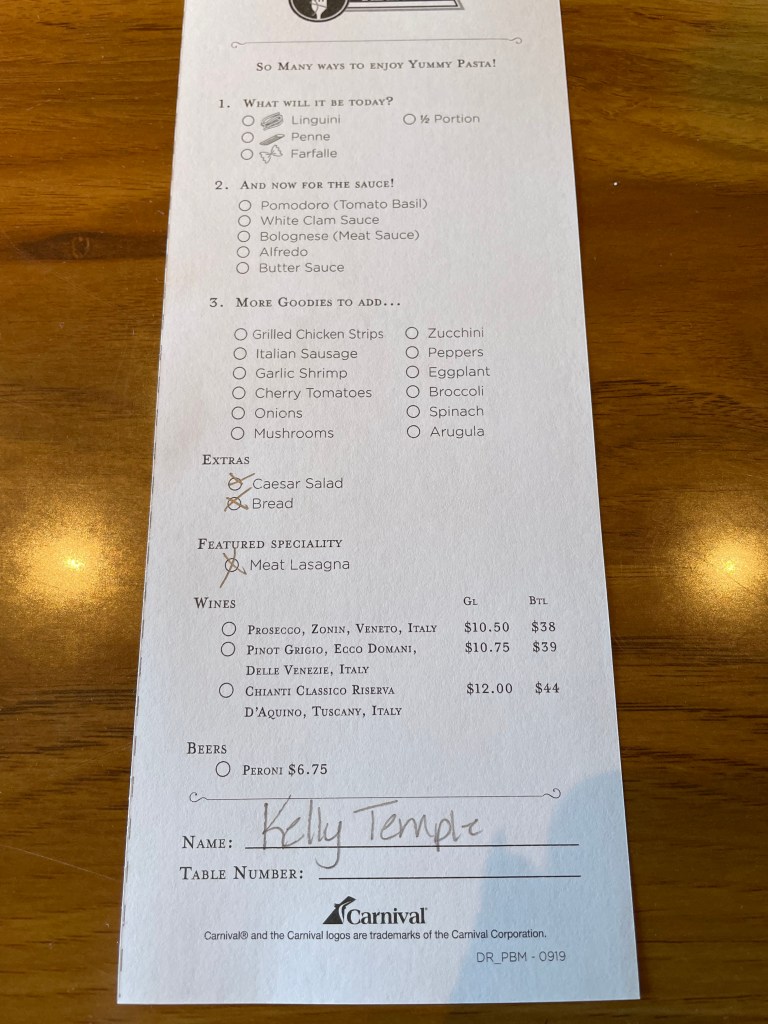 So Many ways to enjoy Yummy Pasta!
1. What will it be today?
Linguini ½ Portion
Penne
Farfalle
2. And now for the sauce!
Pomodoro (Tomato Basil)
White Clam Sauce
Bolognese (Meat Sauce)
Alfredo
Butter Sauce
3. More Goodies to add...
Grilled Chicken Strips Zucchini
Italian Sausage Peppers
Garlic Shrimp Eggplant
Cherry Tomatoes Broccoli
Onions Spinach
Mushrooms Arugula
Extras
Caesar Salad
Bread
Featured speciality
Meat Lasagna
Wines Gl Btl
Prosecco, Zonin, Veneto, Italy $10.50 $38
Pinot Grigio, Ecco Domani, $10.75 $39
Delle Venezie, Italy
Chianti Classico Riserva $12.00 $44
D'Aquino, Tuscany, Italy
Beers
Peroni $6.75
Name: Kelly Temple
Table Number:
Carnival®
Carnival® and the Carnival logos are trademarks of the Carnival Corporation.
DR_PBM - 0919